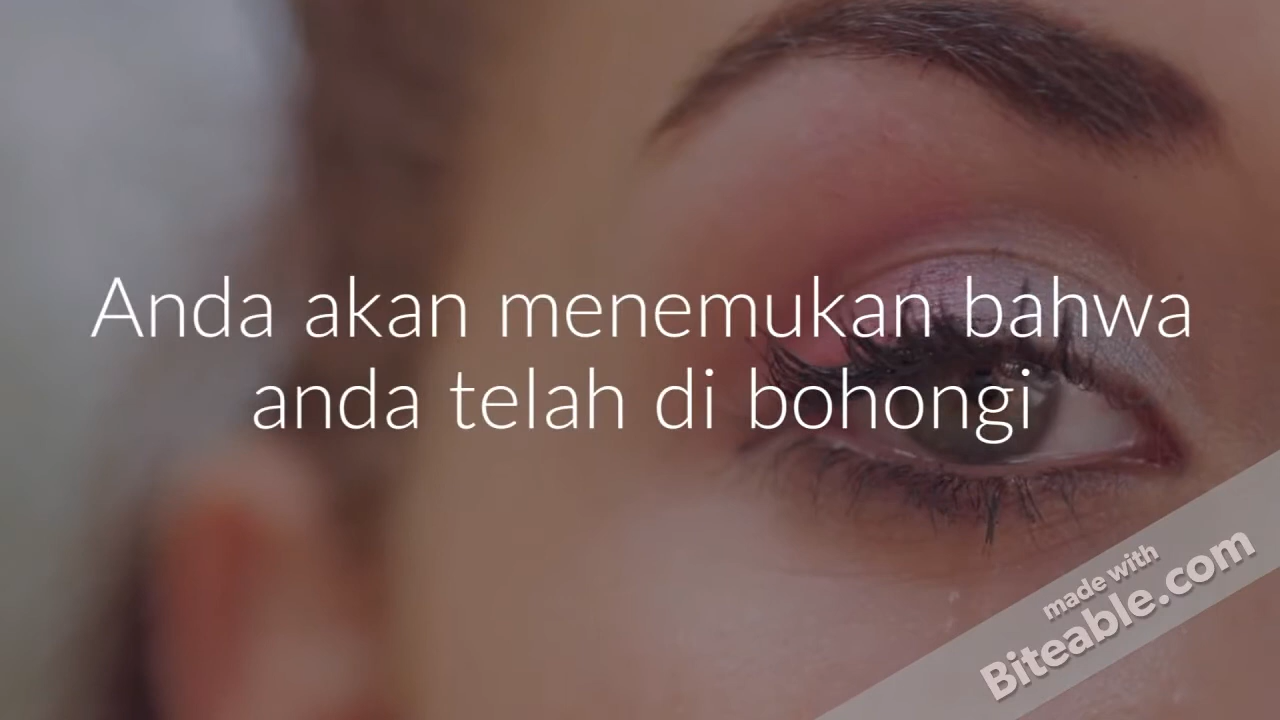 Anda akan menemukan bahwa
anda telah di bohongi
made with
Biteable.com